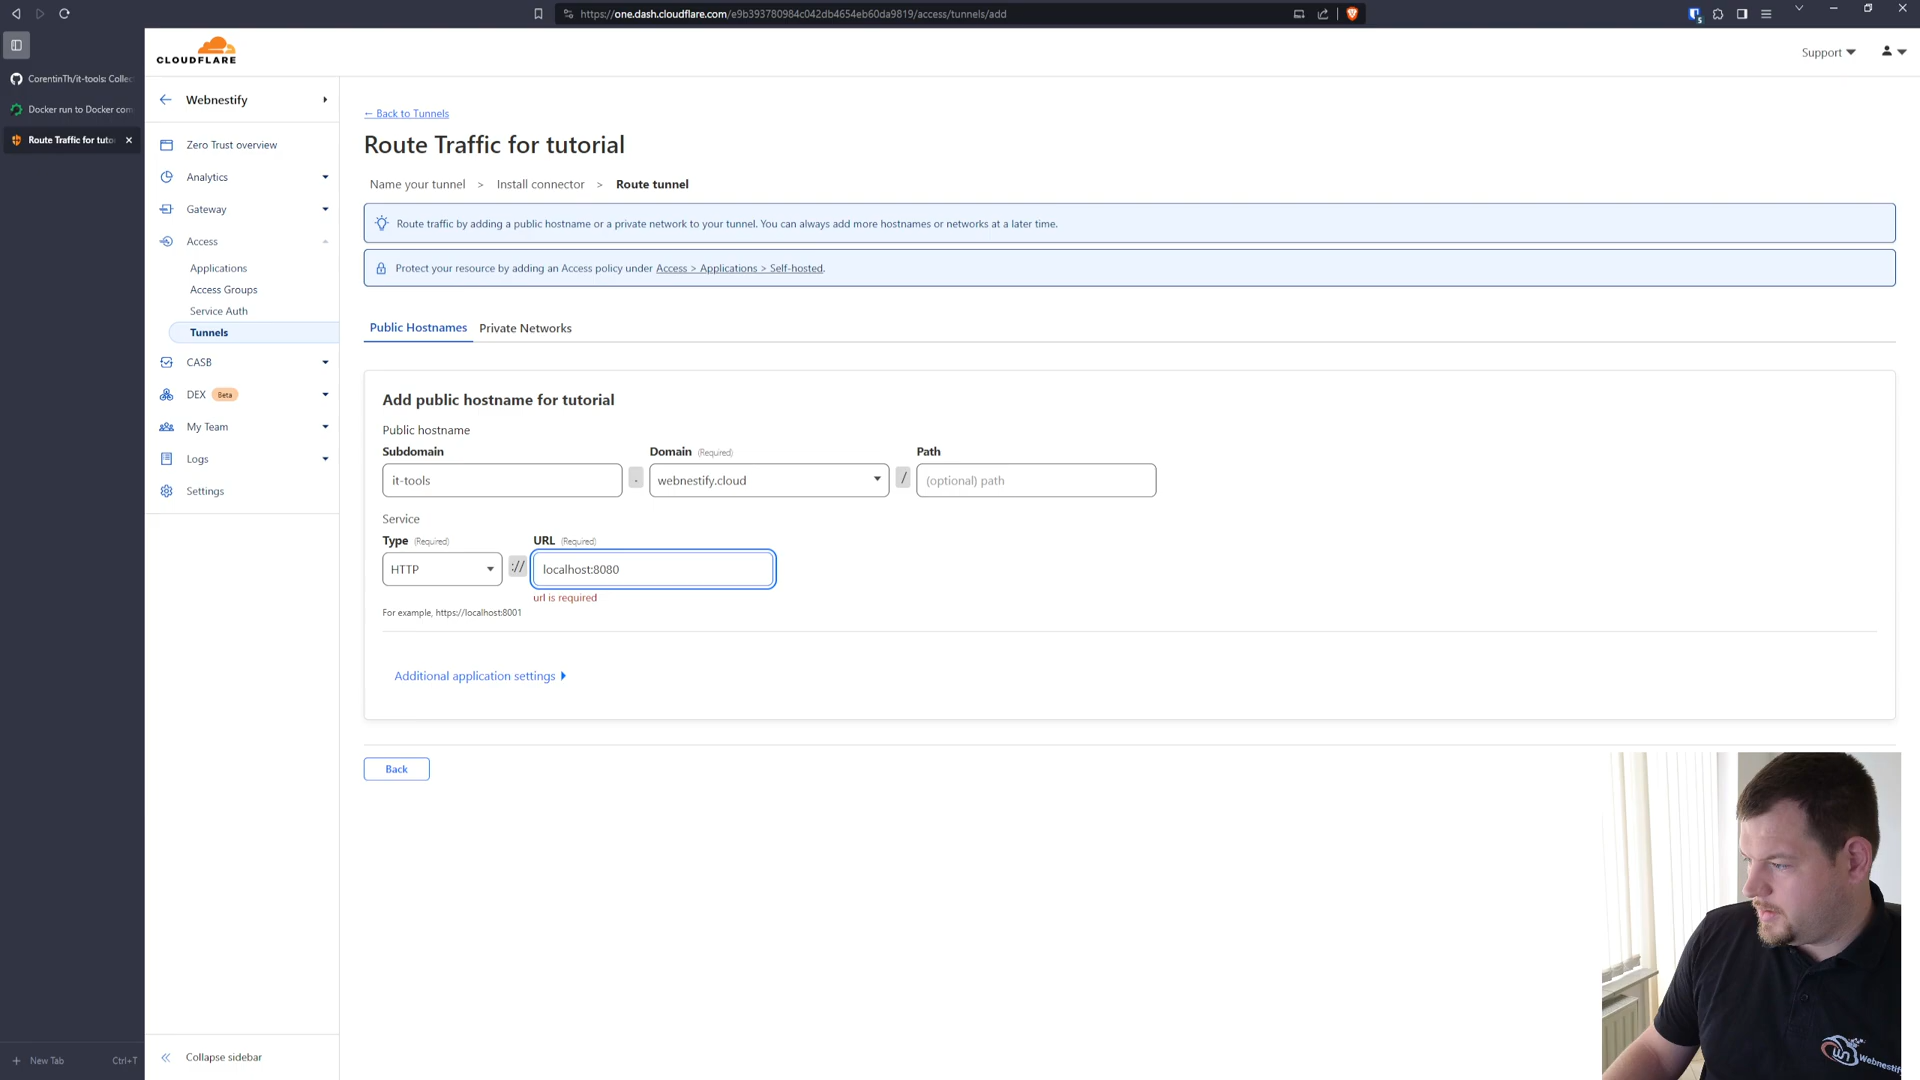 https://one.dash.cloudflare.com/e9b393780984c042db4654eb60da9819/access/tunnels/add
CorentinTh/it-tools: Collec
Docker run to Docker com
Route Traffic for tuto
New Tab
Ctrl+T
CLOUDFLARE
Support
Webnestify
Zero Trust overview
Analytics
Gateway
Access
Applications
Access Groups
Service Auth
Tunnels
CASB
DEX Beta
My Team
Logs
Settings
Collapse sidebar
← Back to Tunnels
Route Traffic for tutorial
Name your tunnel > Install connector > Route tunnel
Route traffic by adding a public hostname or a private network to your tunnel. You can always add more hostnames or networks at a later time.
Protect your resource by adding an Access policy under Access > Applications > Self-hosted.
Public Hostnames Private Networks
Add public hostname for tutorial
Public hostname
Subdomain Domain (Required) Path
it-tools . webnestify.cloud / (optional) path
Service
Type (Required) URL (Required)
HTTP :// localhost:8080
url is required
For example, https://localhost:8001
Additional application settings
Back
Webnestify